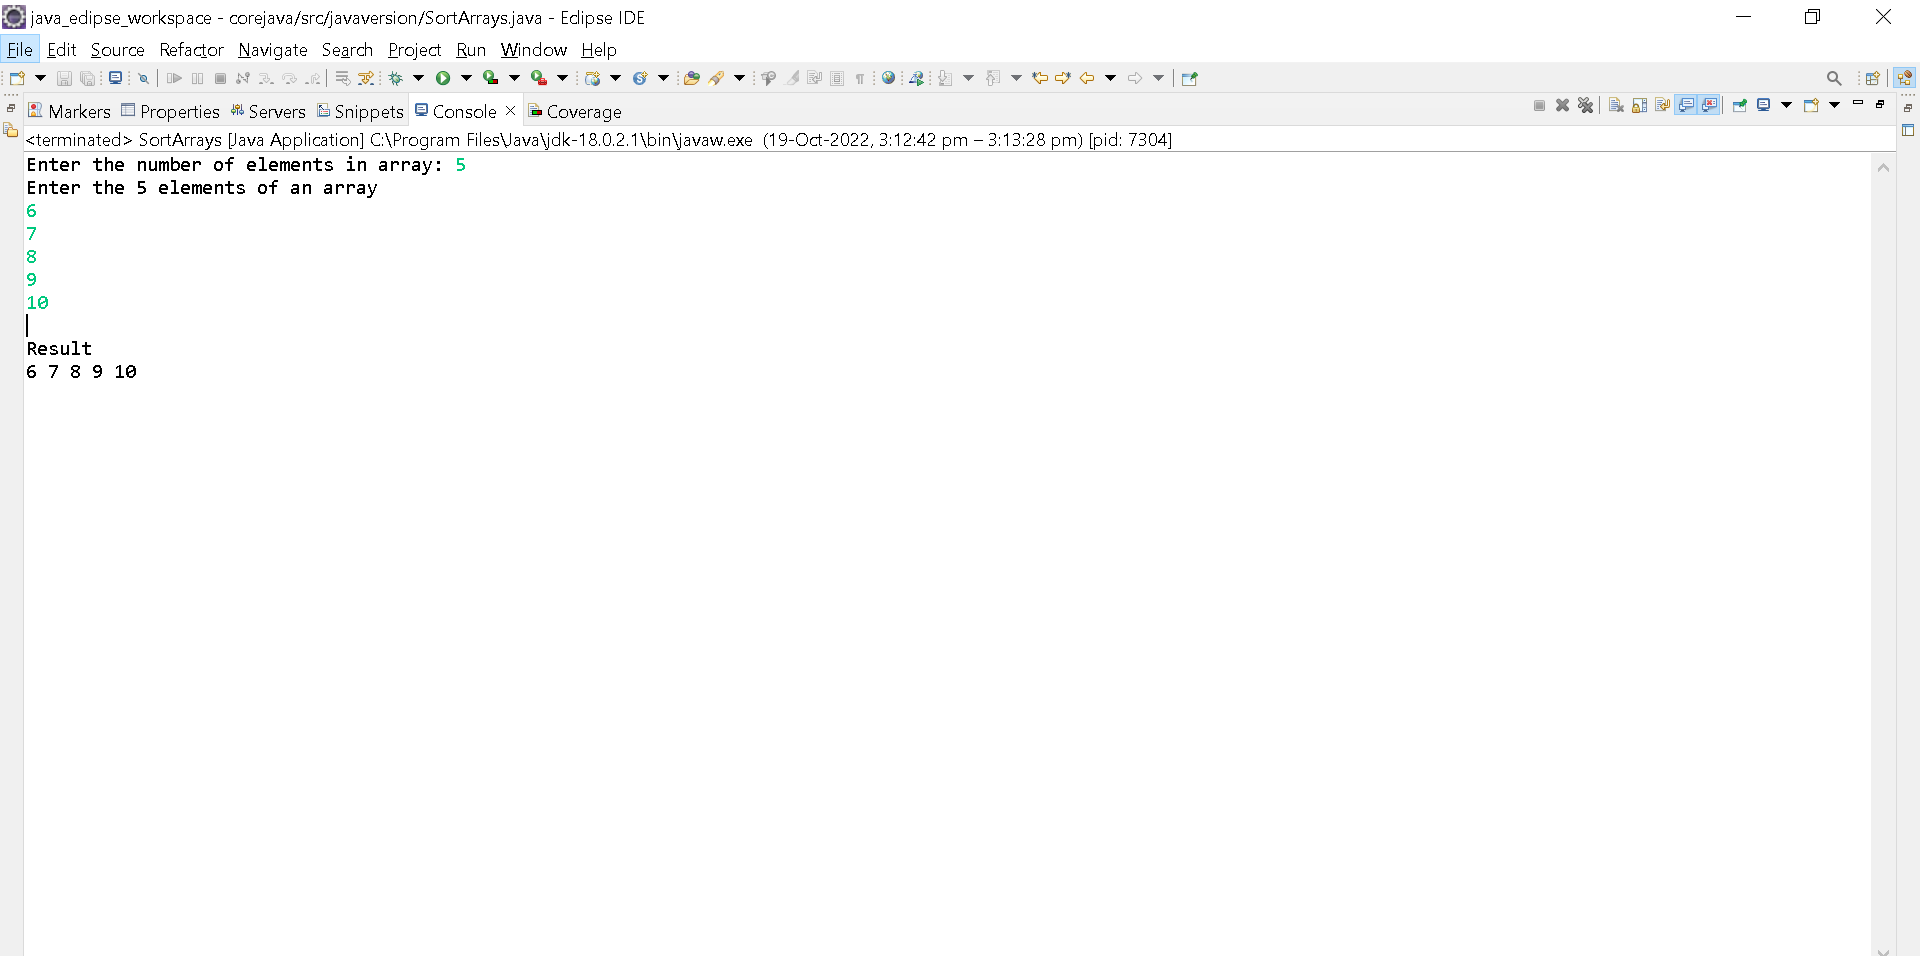 java_eclipse_workspace - corejava/src/javaversion/SortArrays.java - Eclipse IDE
File Edit Source Refactor Navigate Search Project Run Window Help
Markers Properties Servers Snippets Console Coverage
<terminated> SortArrays [Java Application] C:\Program Files\Java\jdk-18.0.2.1\bin\javaw.exe (19-Oct-2022, 3:12:42 pm – 3:13:28 pm) [pid: 7304]
Enter the number of elements in array: 5
Enter the 5 elements of an array
6
7
8
9
10
Result
6 7 8 9 10